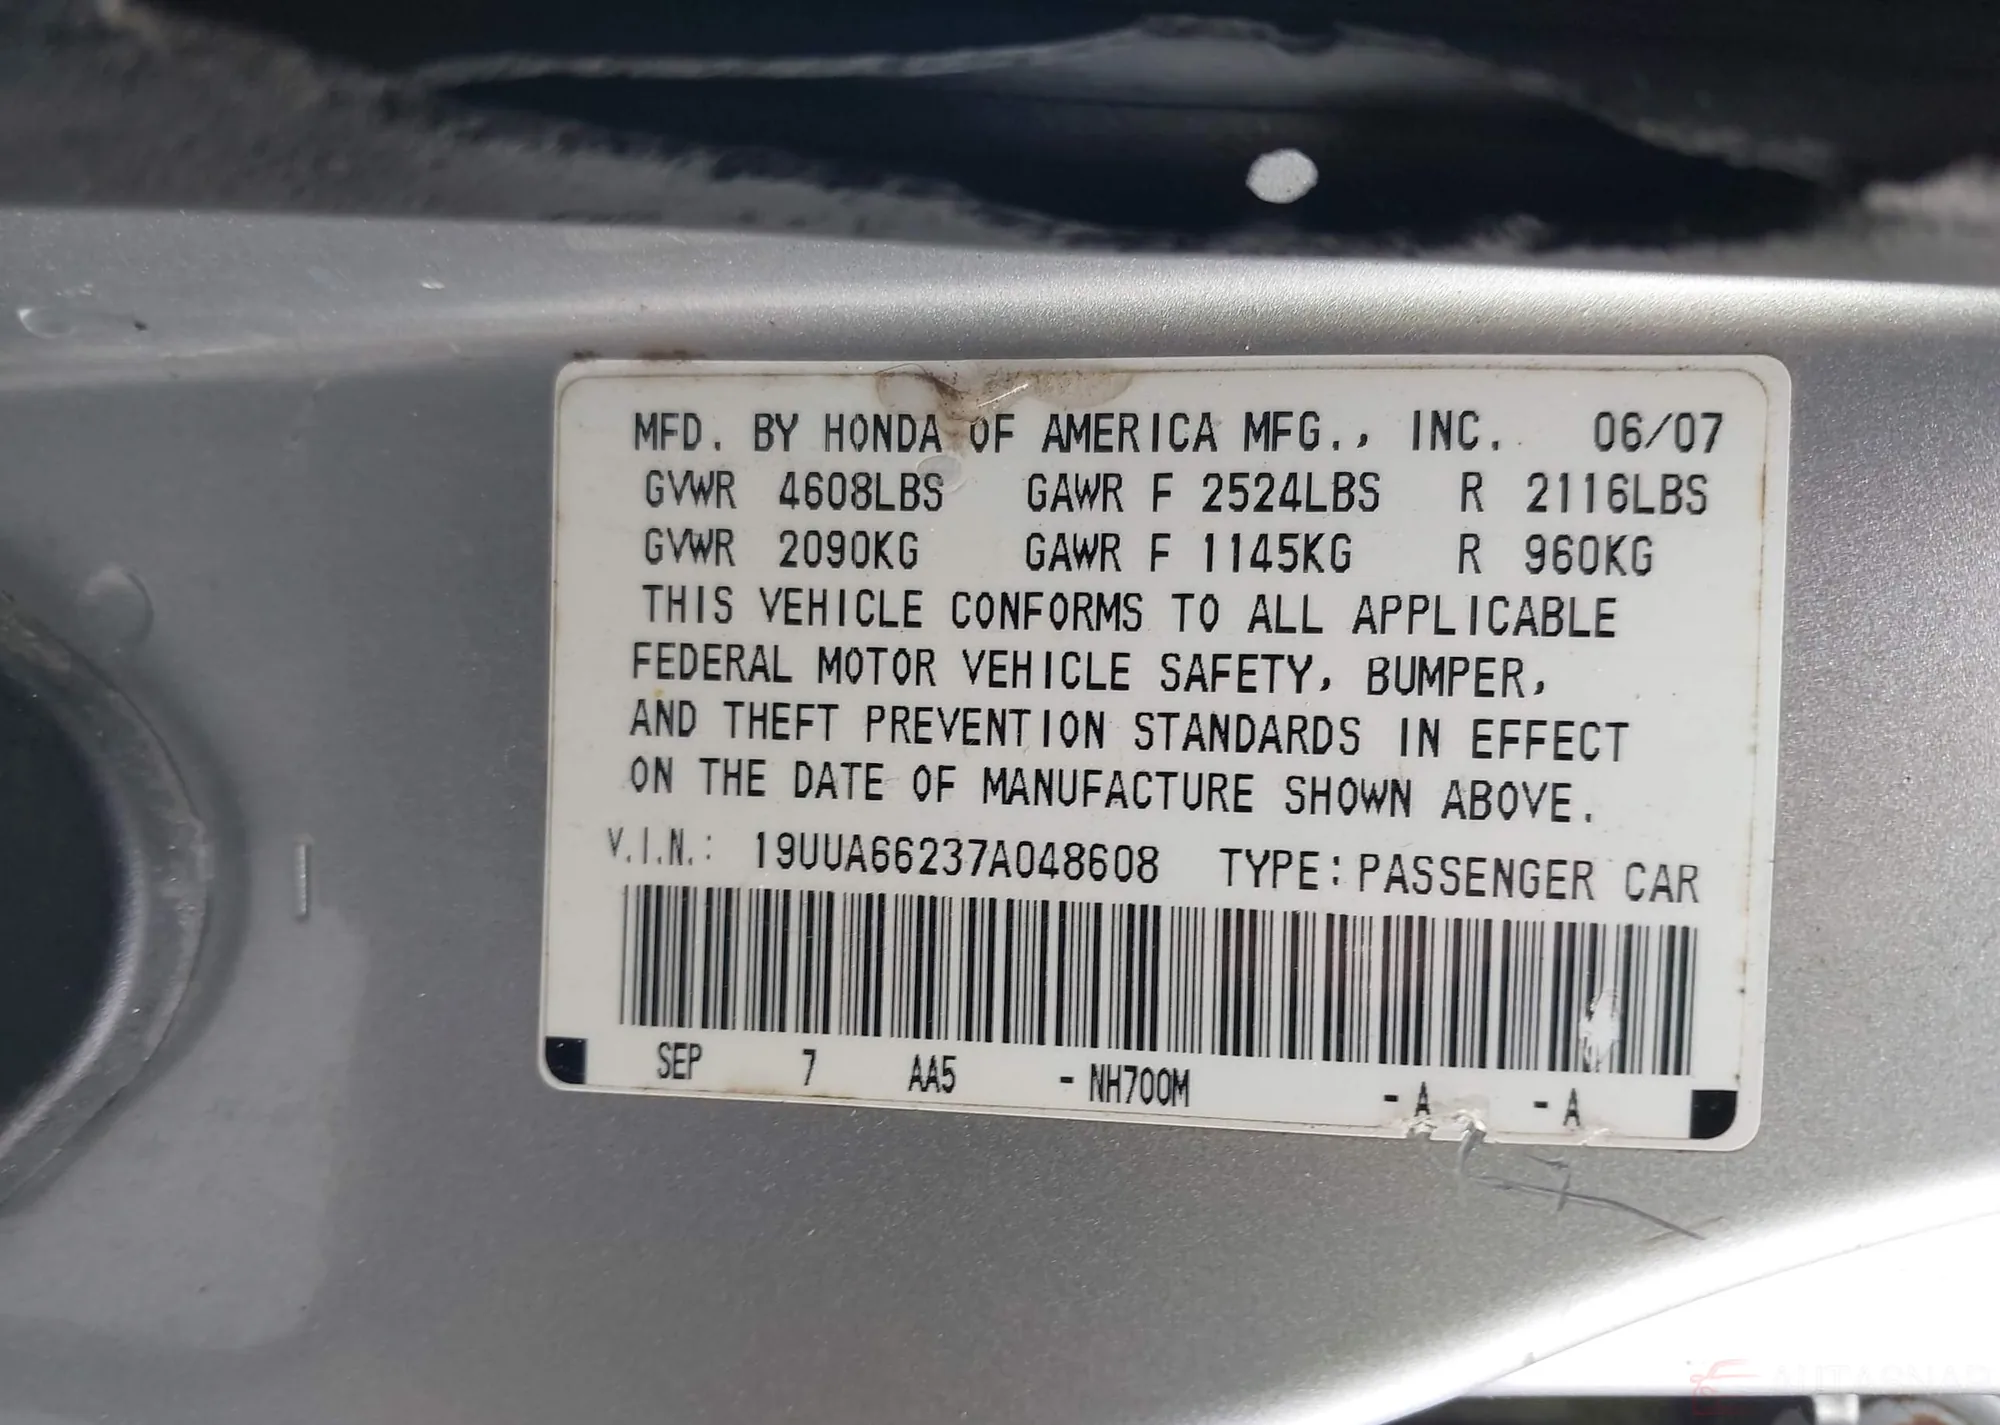 MFD. BY HONDA OF AMERICA MFG., INC. 06/07
GVWR 4608LBS GAWR F 2524LBS R 2116LBS
GVWR 2090KG GAWR F 1145KG R 960KG
THIS VEHICLE CONFORMS TO ALL APPLICABLE
FEDERAL MOTOR VEHICLE SAFETY, BUMPER,
AND THEFT PREVENTION STANDARDS IN EFFECT
ON THE DATE OF MANUFACTURE SHOWN ABOVE.
V.I.N.: 19UUA66237A048608 TYPE: PASSENGER CAR
SEP 7 AA5 - NH700M - A - A